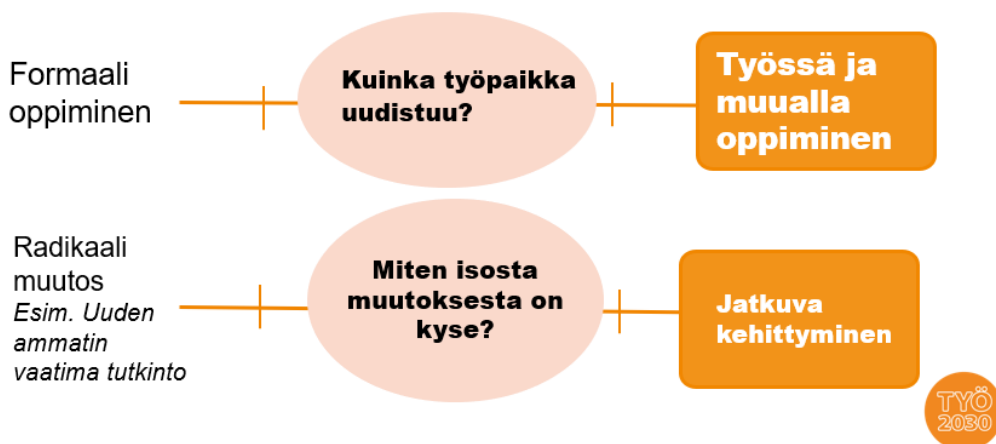 Formaali
oppiminen
Kuinka työpaikka
uudistuu?
Työssä ja
muualla
oppiminen
Radikaali
muutos
Esim. Uuden
ammatin
vaatima tutkinto
Miten isosta
muutoksesta on
kyse?
Jatkuva
kehittyminen
TYÖ
2030